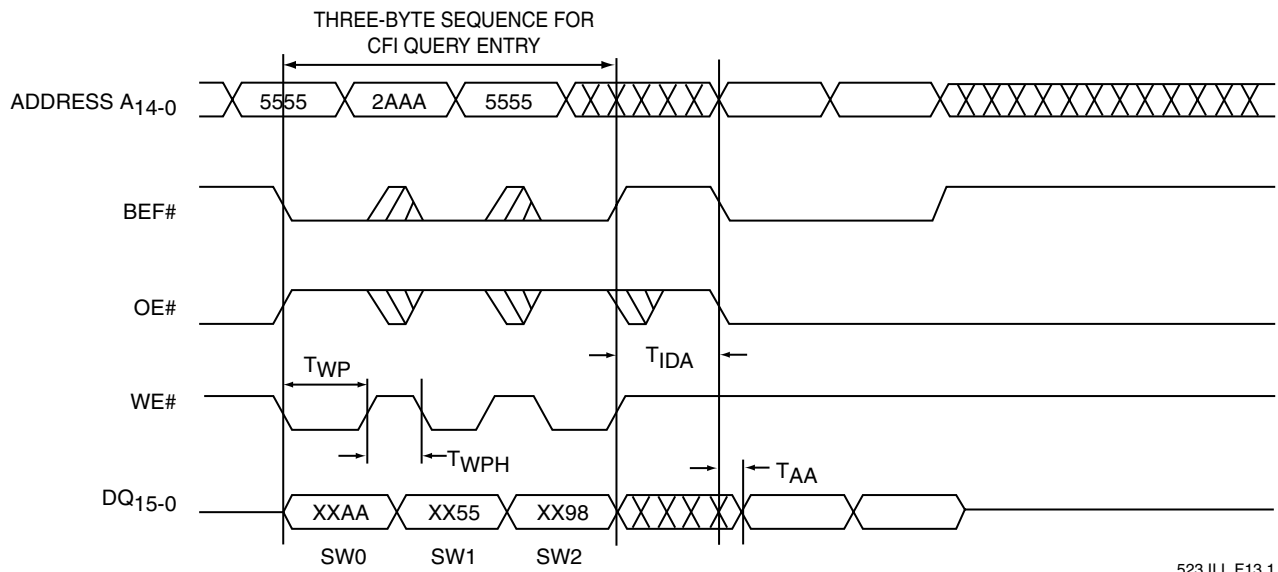 THREE-BYTE SEQUENCE FOR
CFI QUERY ENTRY
ADDRESS A14-0
5555
2AAA
5555
BEF#
OE#
TWP
TIDA
WE#
TWPH
TAA
DQ15-0
XXAA
XX55
XX98
SW0
SW1
SW2
523 ILL F13.1